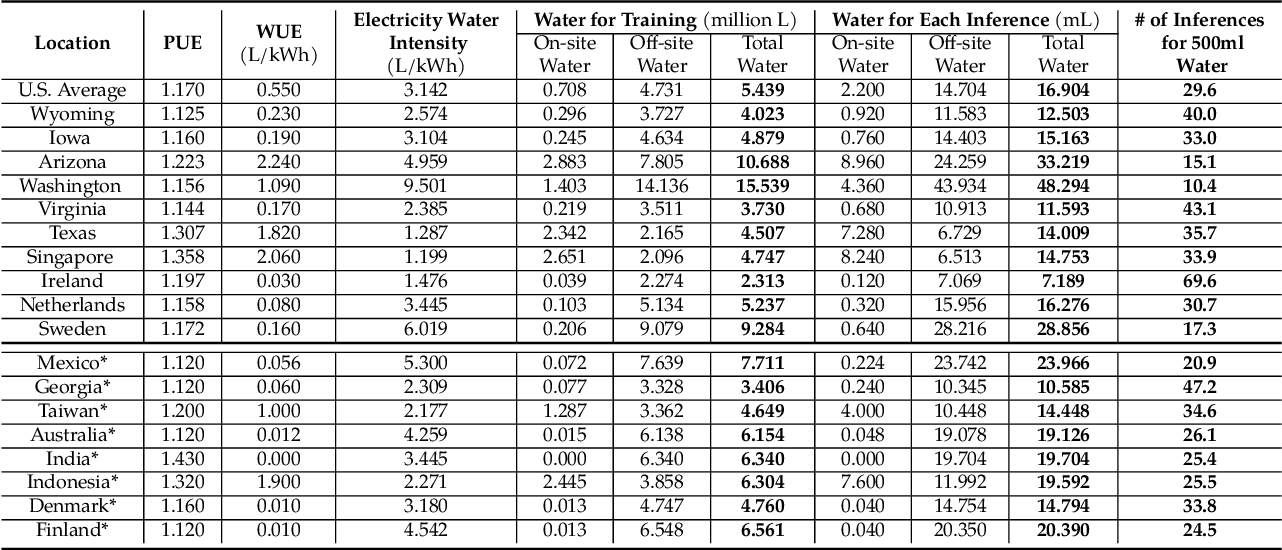 Location PUE WUE (L/kWh) Electricity Water Intensity (L/kWh) Water for Training (million L) Water for Each Inference (mL) # of Inferences for 500ml Water
On-site Water Off-site Water Total Water On-site Water Off-site Water Total Water
U.S. Average 1.170 0.550 3.142 0.708 4.731 5.439 2.200 14.704 16.904 29.6
Wyoming 1.125 0.230 2.574 0.296 3.727 4.023 0.920 11.583 12.503 40.0
Iowa 1.160 0.190 3.104 0.245 4.634 4.879 0.760 14.403 15.163 33.0
Arizona 1.223 2.240 4.959 2.883 7.805 10.688 8.960 24.259 33.219 15.1
Washington 1.156 1.090 9.501 1.403 14.136 15.539 4.360 43.934 48.294 10.4
Virginia 1.144 0.170 2.385 0.219 3.511 3.730 0.680 10.913 11.593 43.1
Texas 1.307 1.820 1.287 2.342 2.165 4.507 7.280 6.729 14.009 35.7
Singapore 1.358 2.060 1.199 2.651 2.096 4.747 8.240 6.513 14.753 33.9
Ireland 1.197 0.030 1.476 0.039 2.274 2.313 0.120 7.069 7.189 69.6
Netherlands 1.158 0.080 3.445 0.103 5.134 5.237 0.320 15.956 16.276 30.7
Sweden 1.172 0.160 6.019 0.206 9.079 9.284 0.640 28.216 28.856 17.3
Mexico* 1.120 0.056 5.300 0.072 7.639 7.711 0.224 23.742 23.966 20.9
Georgia* 1.120 0.060 2.309 0.077 3.328 3.406 0.240 10.345 10.585 47.2
Taiwan* 1.200 1.000 2.177 1.287 3.362 4.649 4.000 10.448 14.448 34.6
Australia* 1.120 0.012 4.259 0.015 6.138 6.154 0.048 19.078 19.126 26.1
India* 1.430 0.000 3.445 0.000 6.340 6.340 0.000 19.704 19.704 25.4
Indonesia* 1.320 1.900 2.271 2.445 3.858 6.304 7.600 11.992 19.592 25.5
Denmark* 1.160 0.010 3.180 0.013 4.747 4.760 0.040 14.754 14.794 33.8
Finland* 1.120 0.010 4.542 0.013 6.548 6.561 0.040 20.350 20.390 24.5